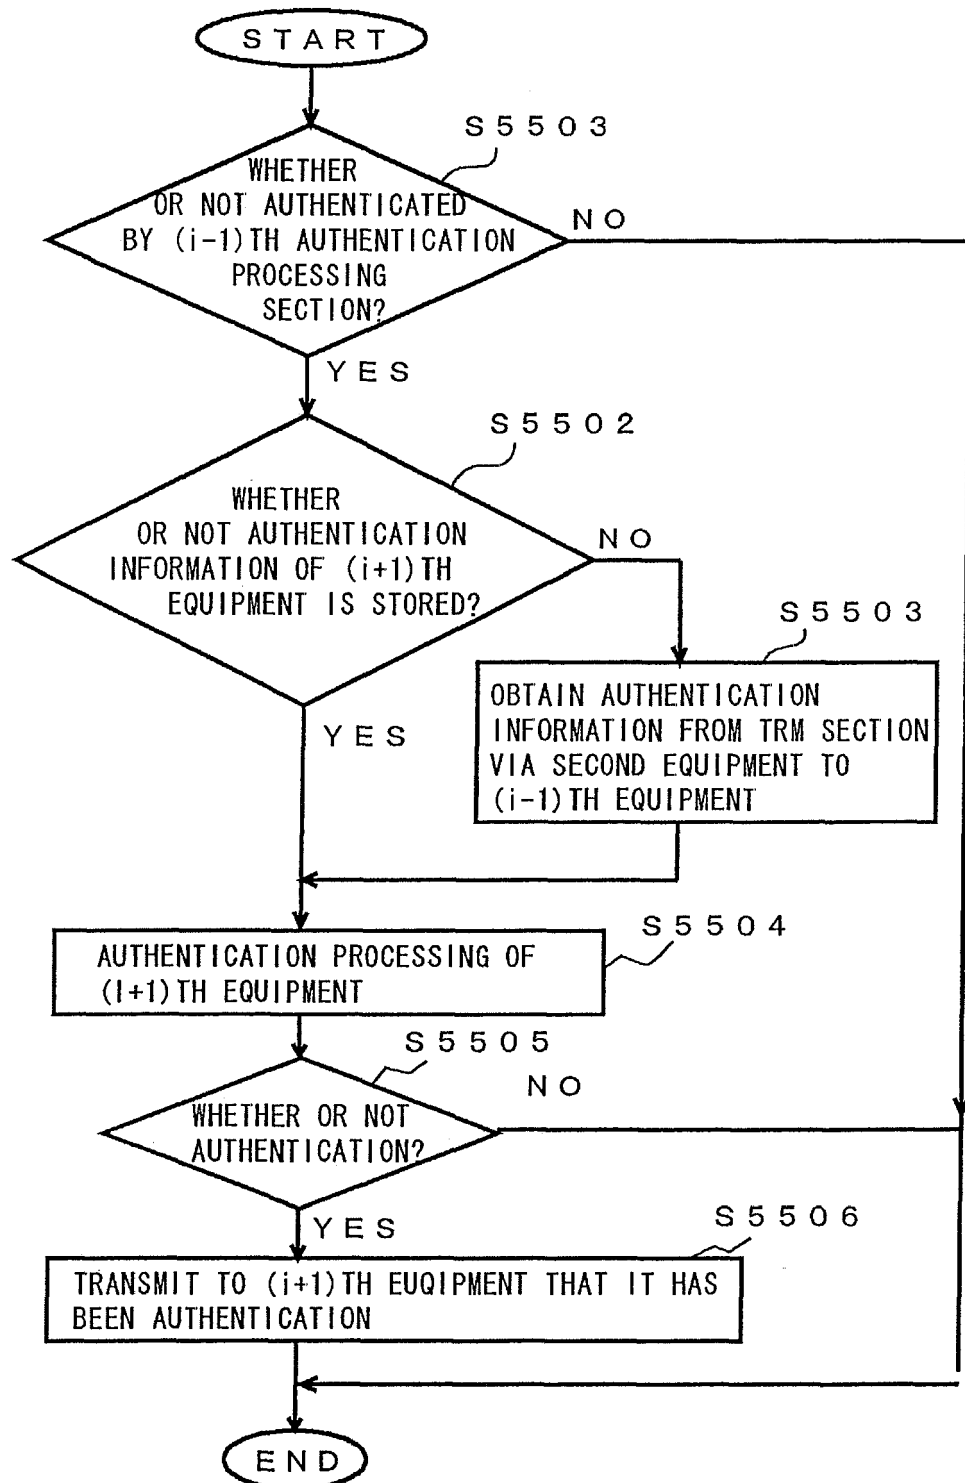 START
S5503
WHETHER
OR NOT AUTHENTICATED
BY (i-1)TH AUTHENTICATION
PROCESSING
SECTION?
NO
YES
S5502
WHETHER
OR NOT AUTHENTICATION
INFORMATION OF (i+1)TH
EQUIPMENT IS STORED?
NO
S5503
OBTAIN AUTHENTICATION
INFORMATION FROM TRM SECTION
VIA SECOND EQUIPMENT TO
(i-1)TH EQUIPMENT
YES
S5504
AUTHENTICATION PROCESSING OF
(I+1)TH EQUIPMENT
S5505
NO
WHETHER OR NOT
AUTHENTICATION?
YES
S5506
TRANSMIT TO (i+1)TH EUQIPMENT THAT IT HAS
BEEN AUTHENTICATION
END